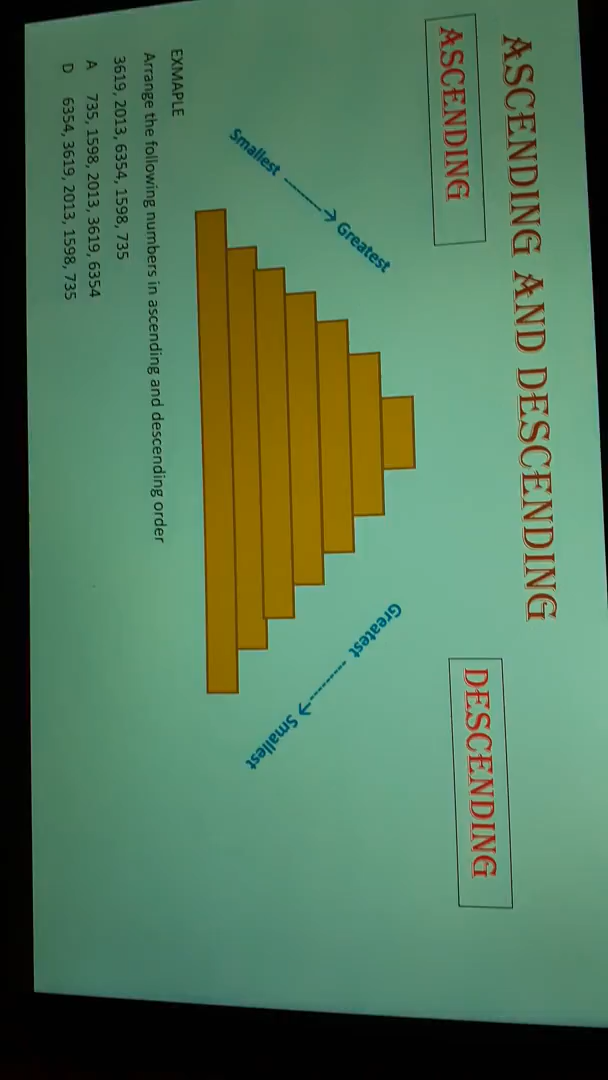 ASCENDING AND DESCENDING
ASCENDING
DESCENDING
Smallest -------> Greatest
Greatest -------> Smallest
EXMAPLE
Arrange the following numbers in ascending and descending order
3619, 2013, 6354, 1598, 735
A 735, 1598, 2013, 3619, 6354
D 6354, 3619, 2013, 1598, 735